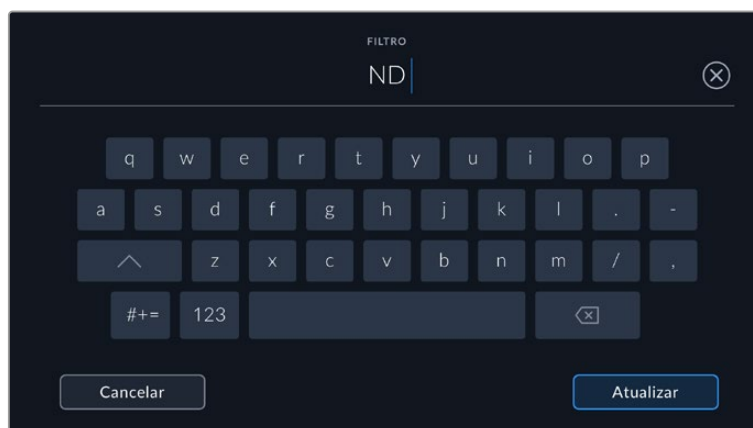 FILTRO
ND
q w e r t y u i o p
a s d f g h j k l . -
z x c v b n m / ,
#+= 123
Cancelar Atualizar